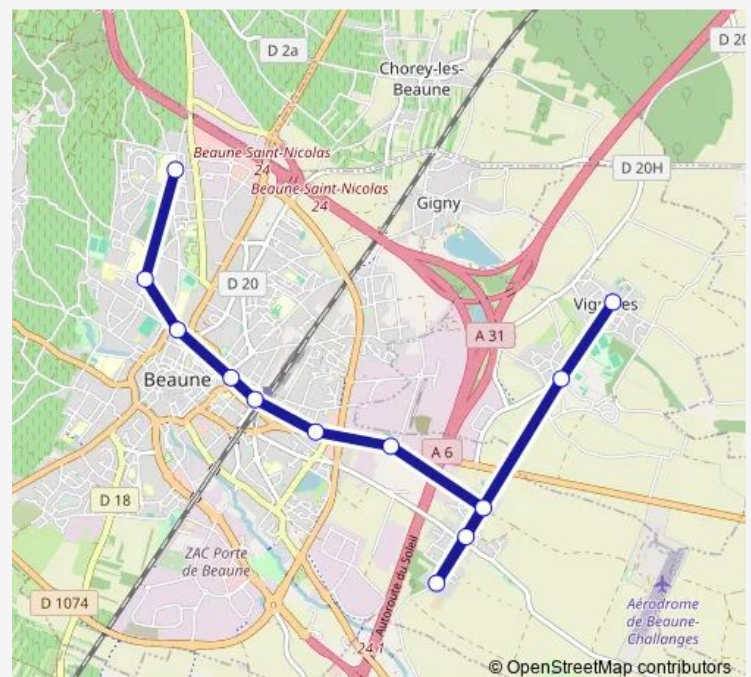 D 2a
D 20
Chorey-les-
Beaune
Beaune-Saint-Nicolas
24
Beaune-Saint-Nicolas
24
D 20H
Gigny
D 20
A 31
Beaune
A 6
D 18
ZAC Porte
de Beaune
Autoroute du Soleil
D 1074
Aérodrome
de Beaune-
Challanges
24.1
© OpenStreetMap contributors